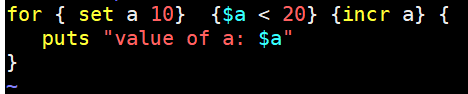 for { set a 10}  {$a < 20} {incr a} {
   puts "value of a: $a"
}
~